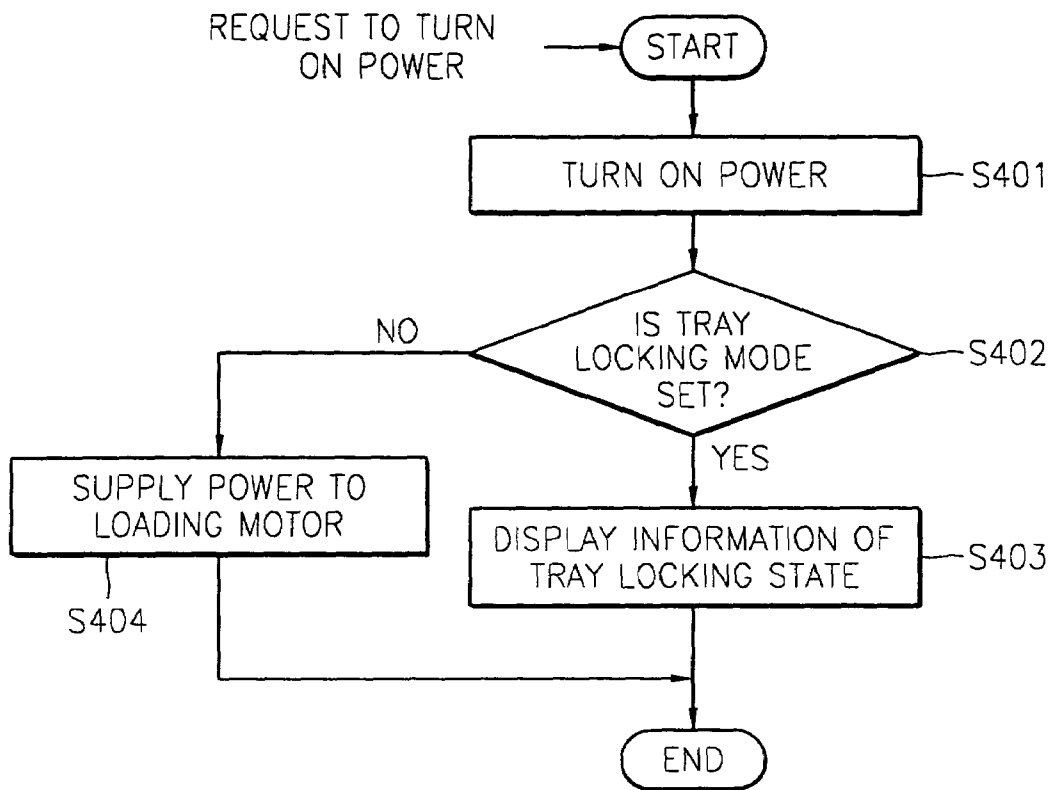 REQUEST TO TURN
ON POWER
START
TURN ON POWER
S401
IS TRAY
LOCKING MODE
SET?
S402
NO
YES
SUPPLY POWER TO
LOADING MOTOR
S404
DISPLAY INFORMATION OF
TRAY LOCKING STATE
S403
END